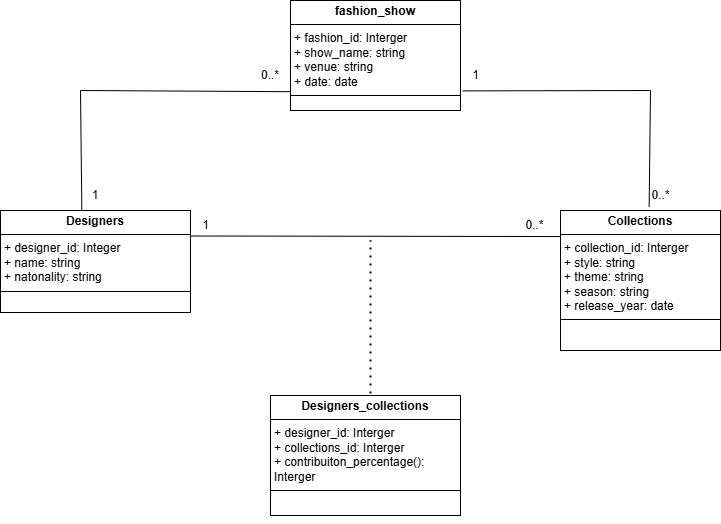 fashion_show
+ fashion_id: Interger
+ show_name: string
+ venue: string
+ date: date
0..*
1
1
0..*
Designers
+ designer_id: Integer
+ name: string
+ natonality: string
1
0..*
Collections
+ collection_id: Interger
+ style: string
+ theme: string
+ season: string
+ release_year: date
Designers_collections
+ designer_id: Interger
+ collections_id: Interger
+ contribuiton_percentage():
Interger